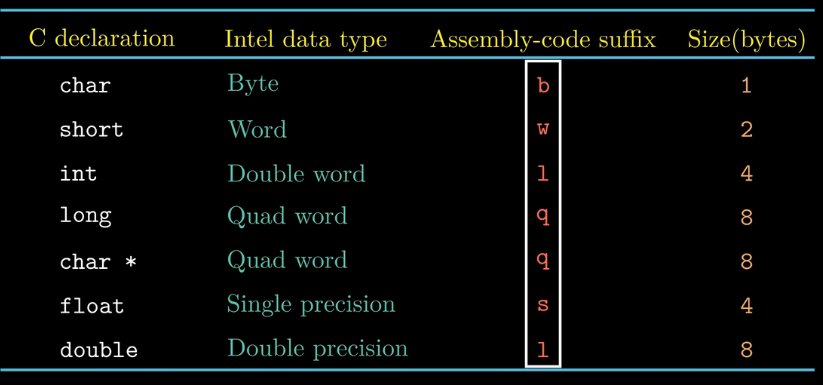 C declaration Intel data type Assembly-code suffix Size(bytes)
char Byte b 1
short Word w 2
int Double word l 4
long Quad word q 8
char * Quad word q 8
float Single precision s 4
double Double precision l 8